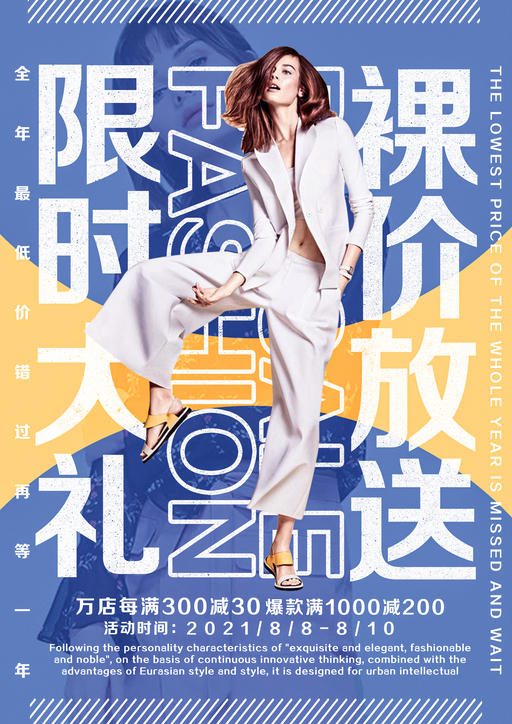 全年最低价错过再等一年
限时大礼
FASHION
裸价放送
THE LOWEST PRICE OF THE WHOLE YEAR IS MISSED AND WAIT
万店每满300减30 爆款满1000减200
活动时间：2021/8/8-8/10
Following the personality characteristics of "exquisite and elegant, fashionable
and noble", on the basis of continuous innovative thinking, combined with the
advantages of Eurasian style and style, it is designed for urban intellectual